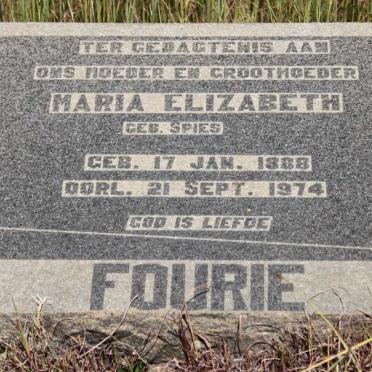 TER GEDAGTENIS AAN
ONS MOEDER EN GROOTMOEDER
MARIA ELIZABETH
GEB. SPIES
GEB. 17 JAN. 1888
OORL. 21 SEPT. 1974
GOD IS LIEFDE
FOURIE